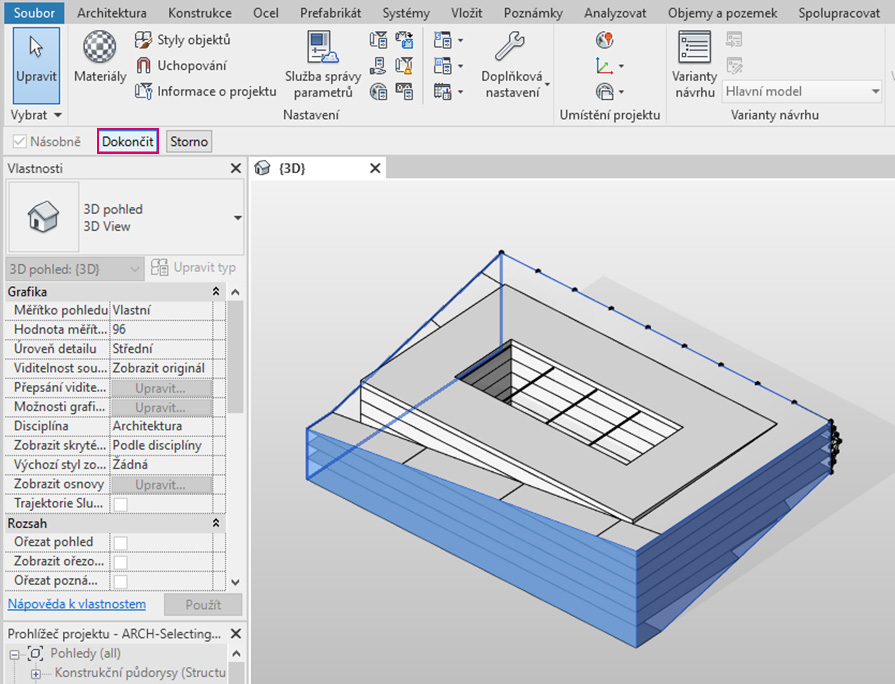 Soubor Architektura Konstrukce Ocel Prefabrikát Systémy Vložit Poznámky Analyzovat Objemy a pozemek Spolupracovat
Upravit
Materiály
Styly objektů
Uchopování
Informace o projektu
Služba správy
parametrů
Doplňková
nastavení
Varianty
návrhu
Hlavní model
Vybrat Nastavení Umístění projektu Varianty návrhu
Násobně Dokončit Storno
Vlastnosti
{3D}
3D pohled
3D View
3D pohled: {3D} Upravit typ
Grafika
Měřítko pohledu Vlastní
Hodnota měřít... 96
Úroveň detailu Střední
Viditelnost sou... Zobrazit originál
Přepsání vidite... Upravit...
Možnosti grafi... Upravit...
Disciplína Architektura
Zobrazit skryté... Podle disciplíny
Výchozí styl zo... Žádná
Zobrazit osnovy Upravit...
Trajektorie Slu...
Rozsah
Ořezat pohled
Zobrazit ořezo...
Ořezat pozná...
Nápověda k vlastnostem Použít
Prohlížeč projektu - ARCH-Selecting...
Pohledy (all)
Konstrukční půdorysy (Structu